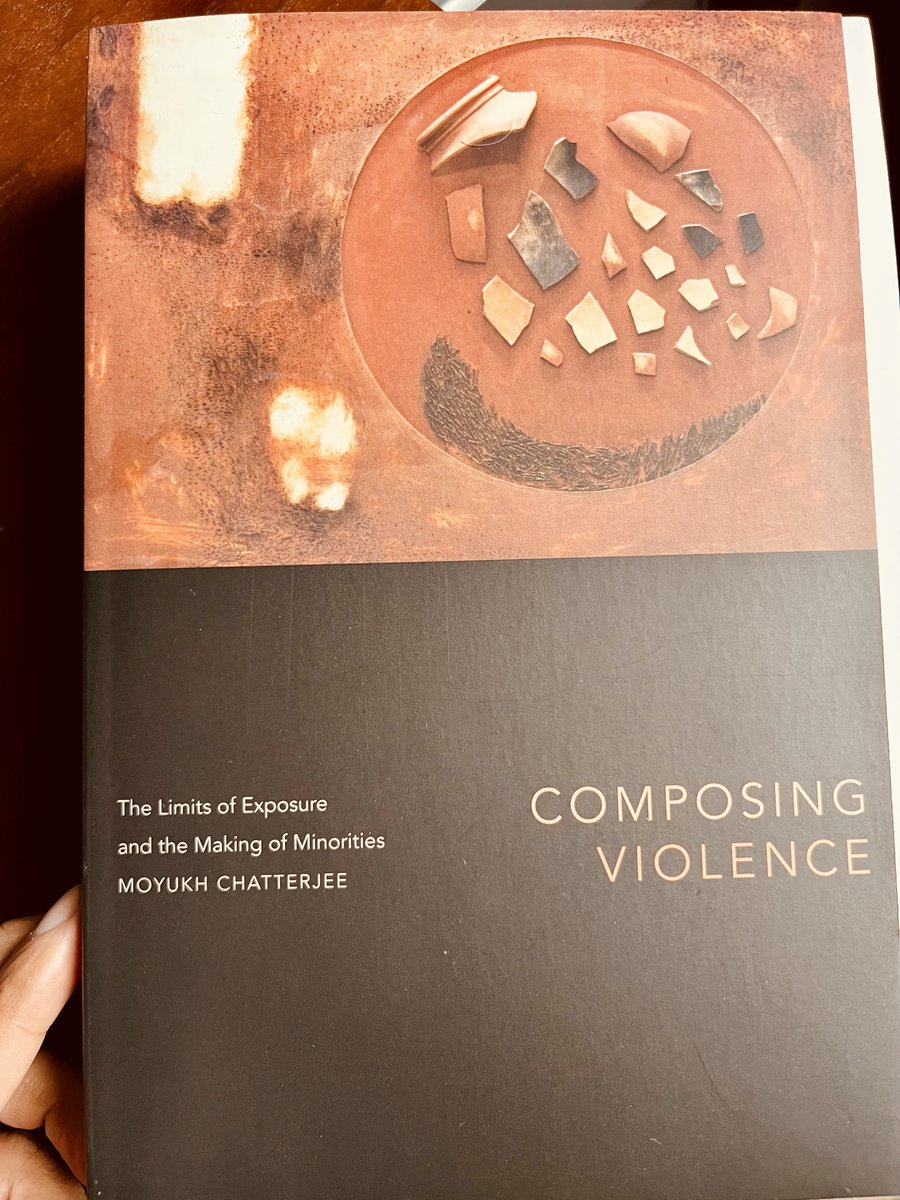 The Limits of Exposure
and the Making of Minorities
MOYUKH CHATTERJEE
COMPOSING
VIOLENCE